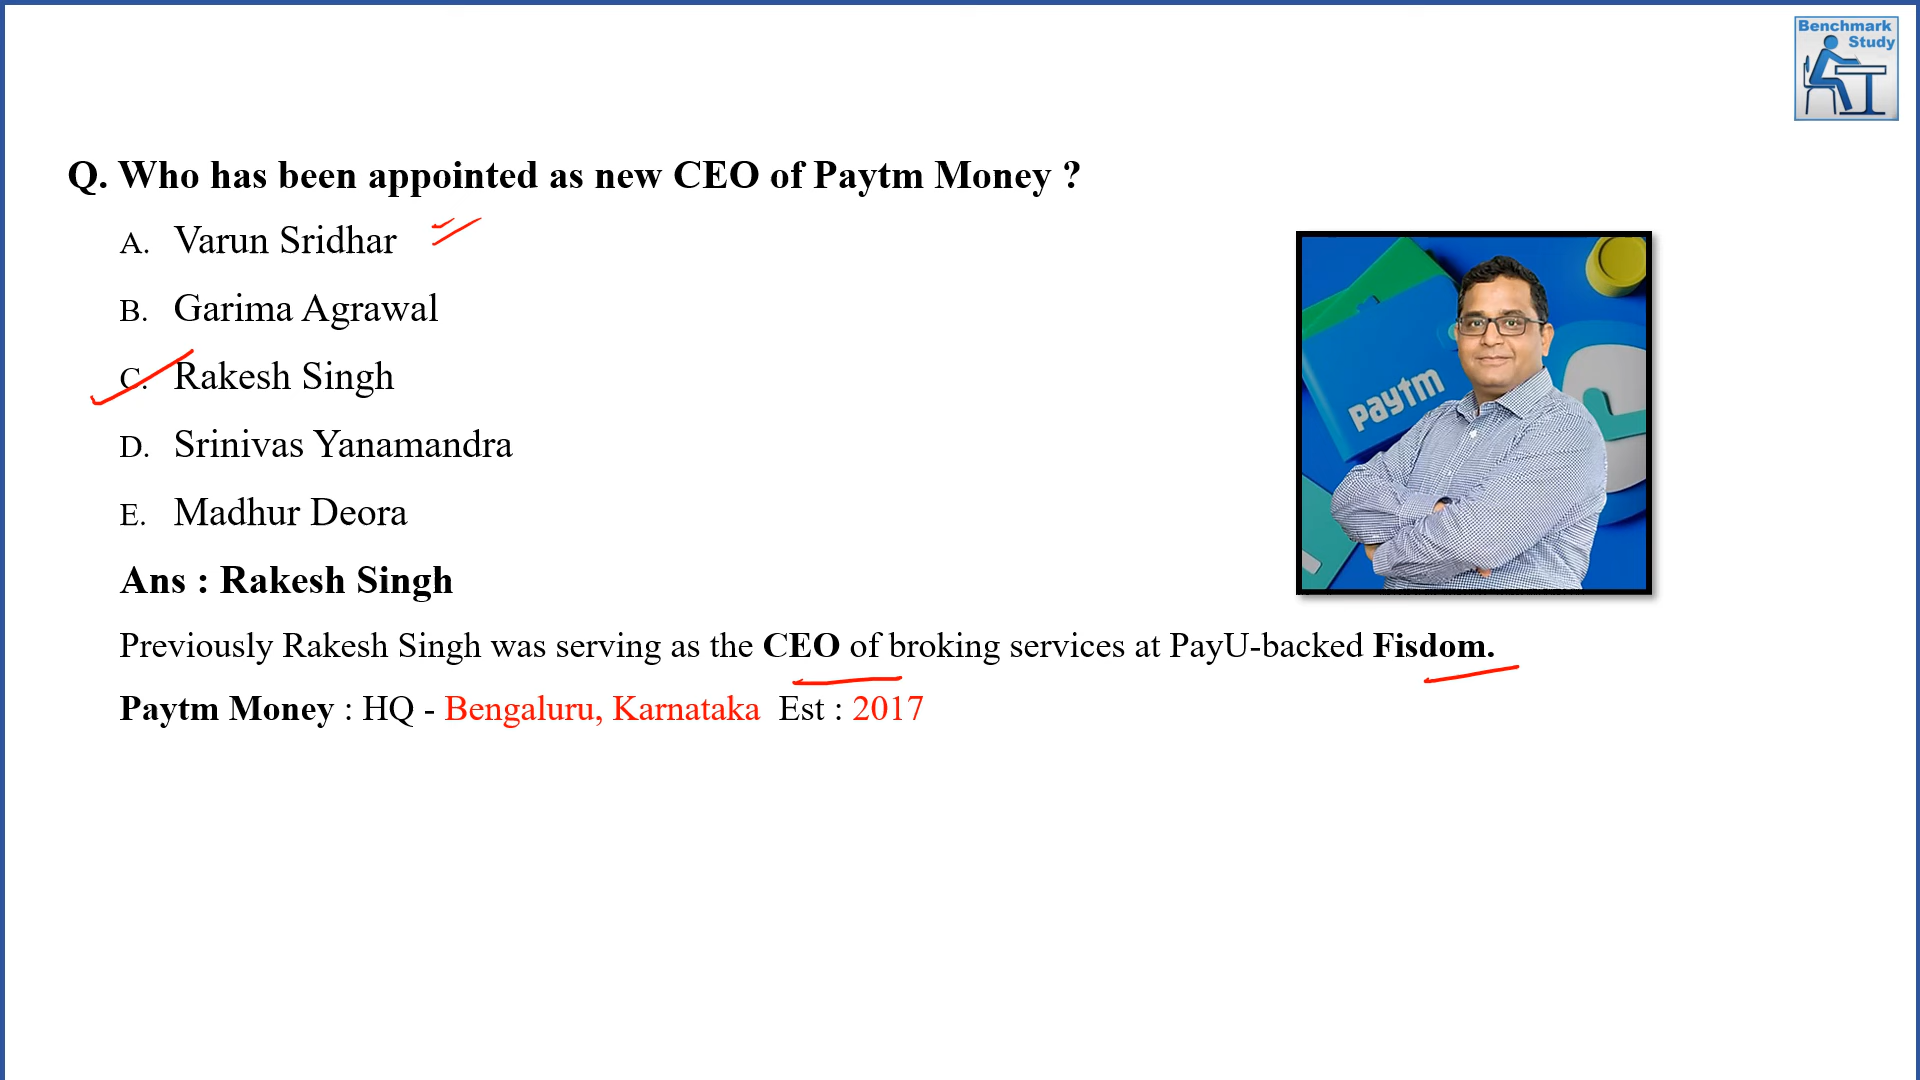 Benchmark
Study
Q. Who has been appointed as new CEO of Paytm Money ?
A. Varun Sridhar
B. Garima Agrawal
C. Rakesh Singh
D. Srinivas Yanamandra
E. Madhur Deora
paytm
Ans : Rakesh Singh
Previously Rakesh Singh was serving as the CEO of broking services at PayU-backed Fisdom.
Paytm Money : HQ - Bengaluru, Karnataka Est : 2017